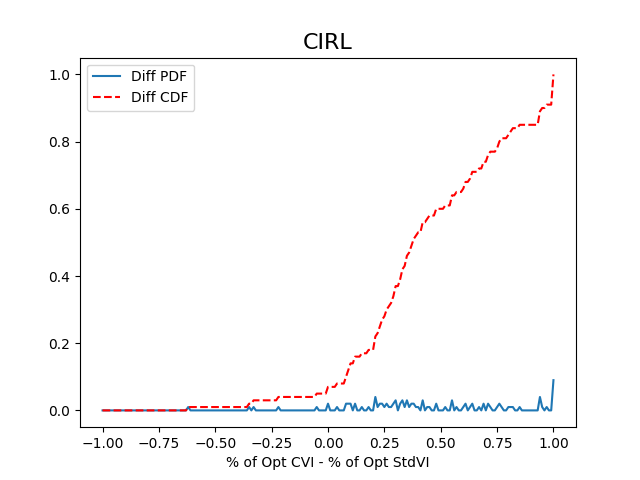 CIRL
Diff PDF
Diff CDF
1.0
0.8
0.6
0.4
0.2
0.0
−1.00 −0.75 −0.50 −0.25 0.00 0.25 0.50 0.75 1.00
% of Opt CVI - % of Opt StdVI